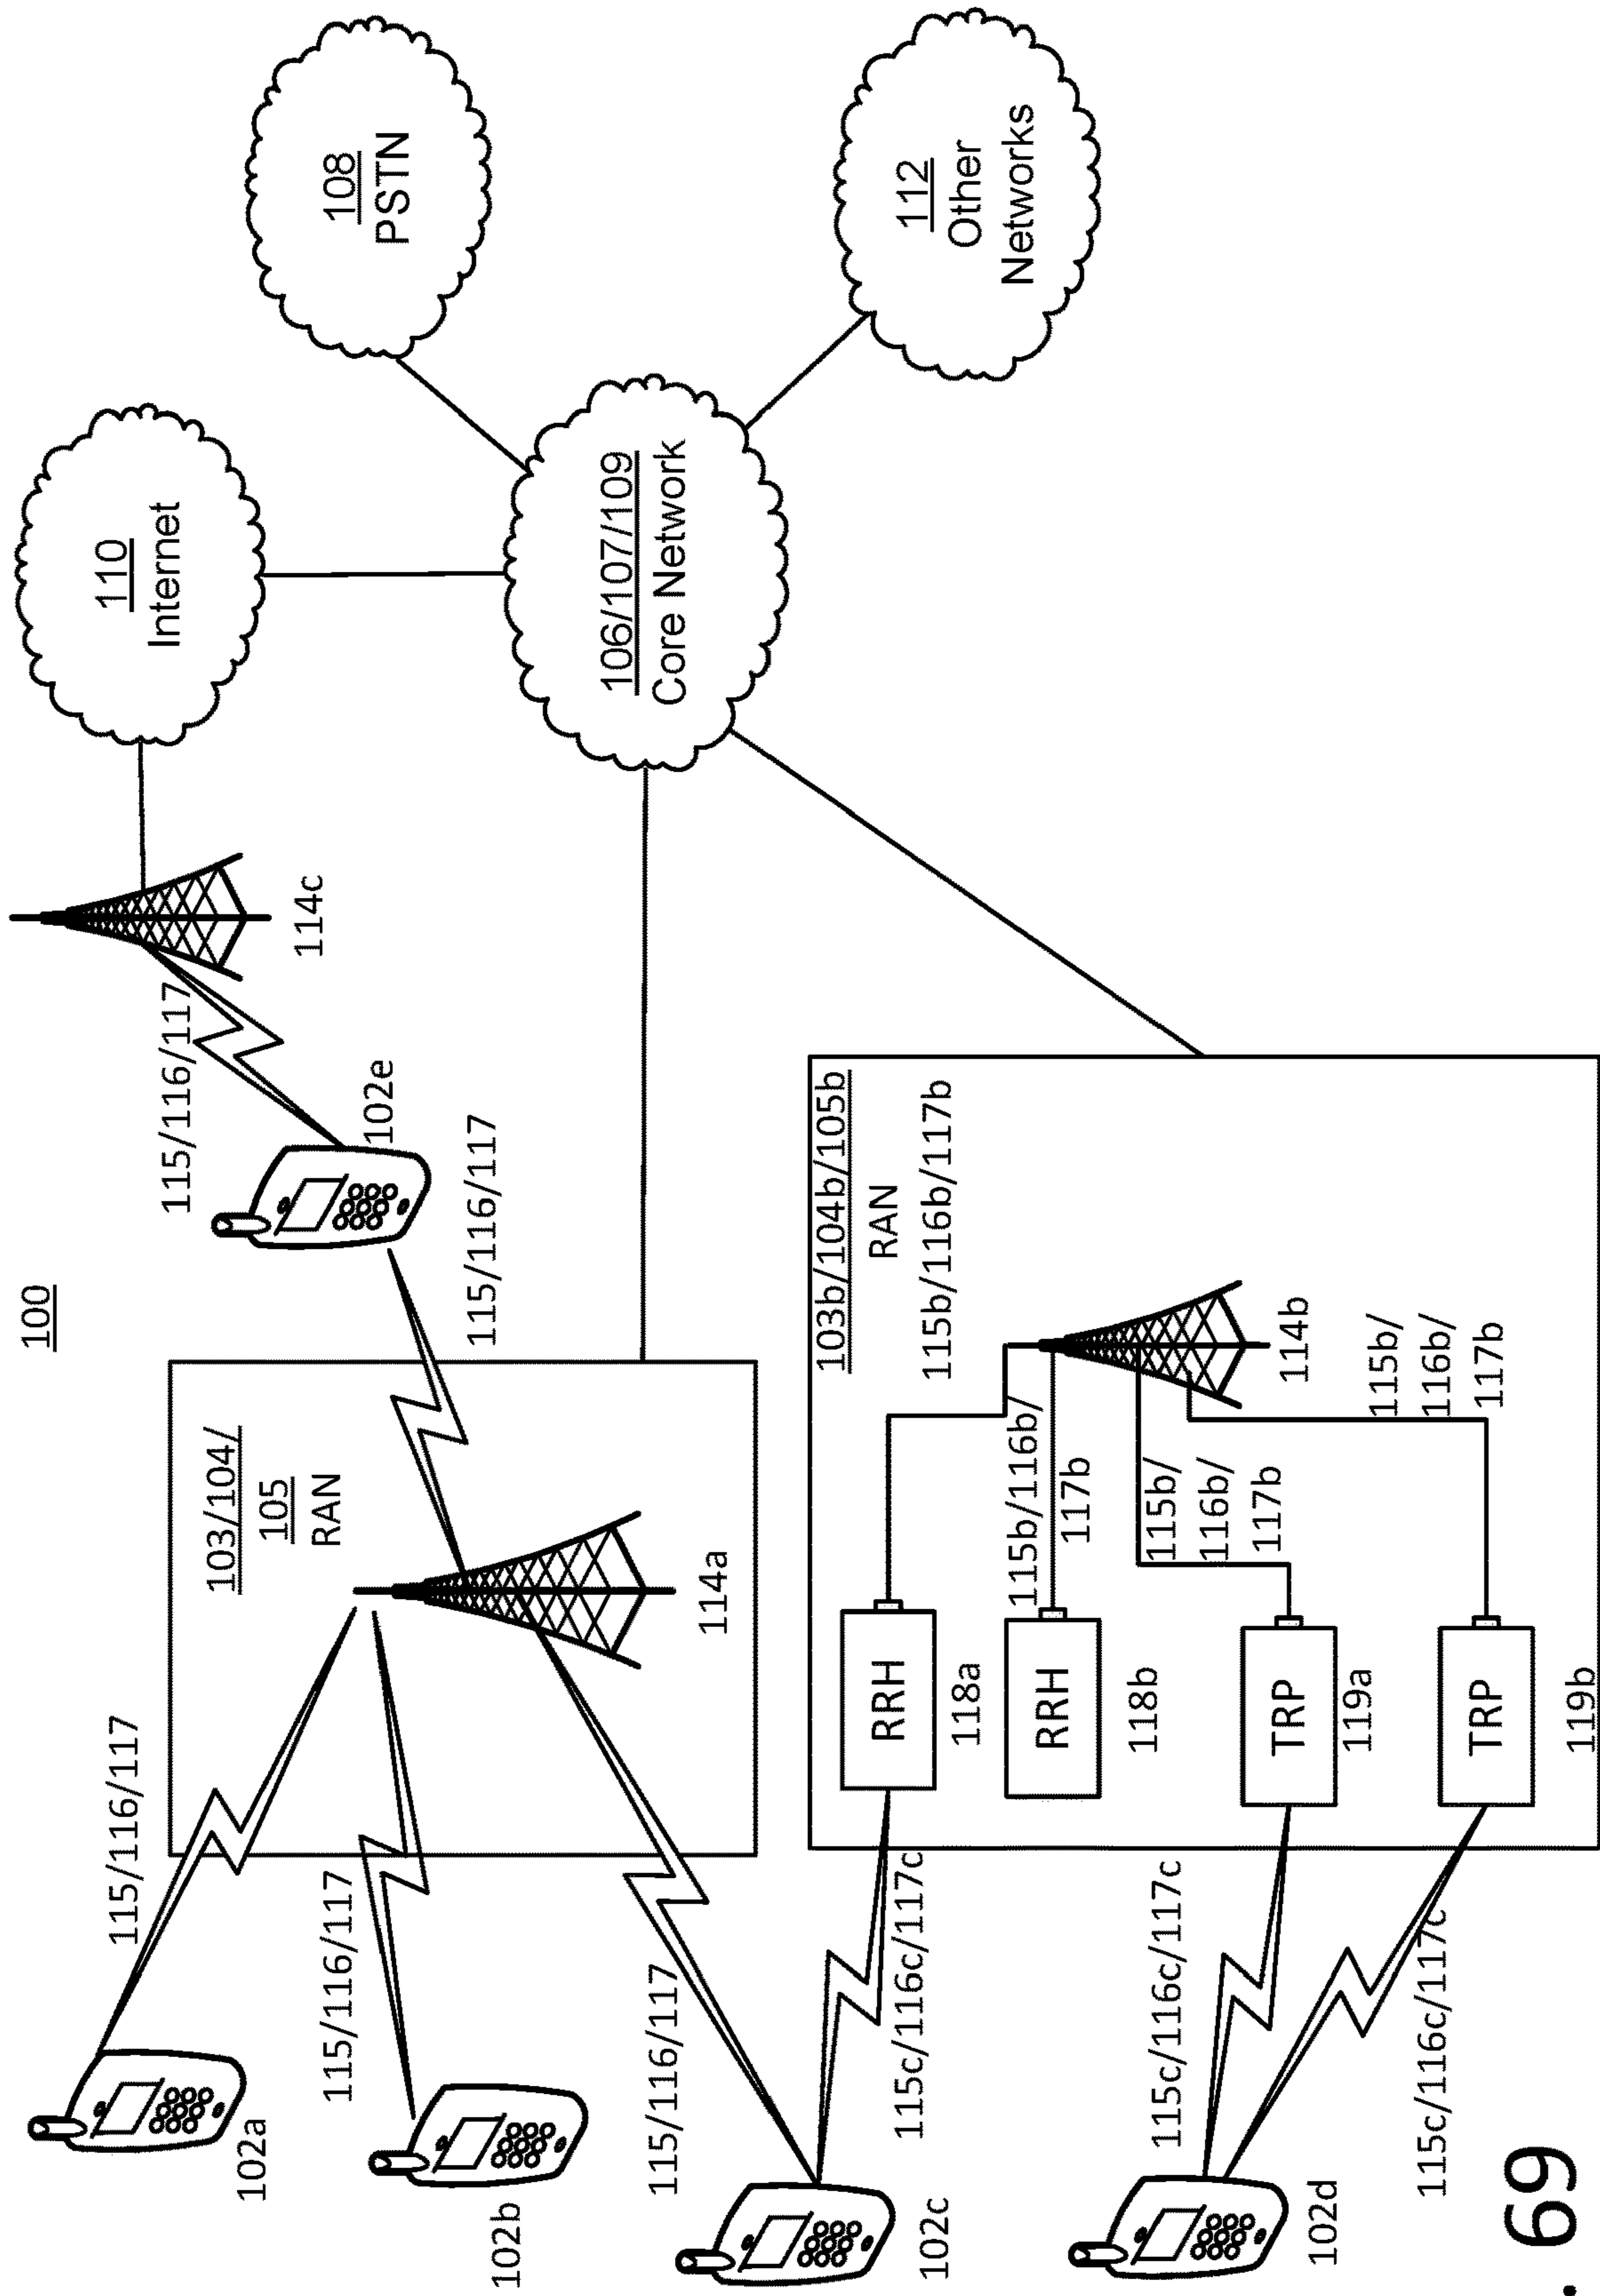 100
115/116/117
102a
115/116/117
102b
115/116/117
102c
103/104/
105
RAN
114a
115/116/117
102e
115/116/117
114c
110
Internet
108
PSTN
106/107/109
Core Network
112
Other
Networks
103b/104b/105b
RAN
115b/116b/117b
114b
115b/116b/
117b
115b/
116b/
117b
115b/
116b/
117b
RRH
118a
RRH
118b
TRP
119a
TRP
119b
115c/116c/117c
115c/116c/117c
115c/116c/117c
102d
. 69